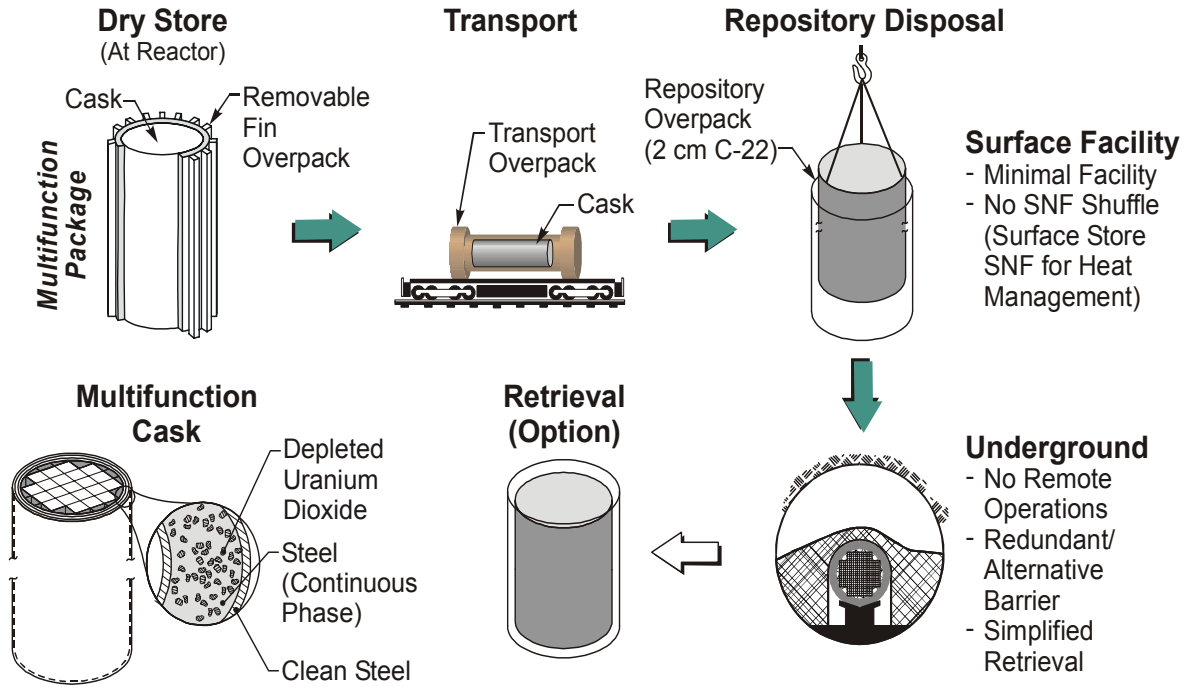 Dry Store
(At Reactor)
Cask
Removable
Fin
Overpack
Multifunction
Package
Transport
Transport
Overpack
Cask
Repository Disposal
Repository
Overpack
(2 cm C-22)
Surface Facility
- Minimal Facility
- No SNF Shuffle
(Surface Store
SNF for Heat
Management)
Multifunction
Cask
Depleted
Uranium
Dioxide
Steel
(Continuous
Phase)
Clean Steel
Retrieval
(Option)
Underground
- No Remote
Operations
- Redundant/
Alternative
Barrier
- Simplified
Retrieval